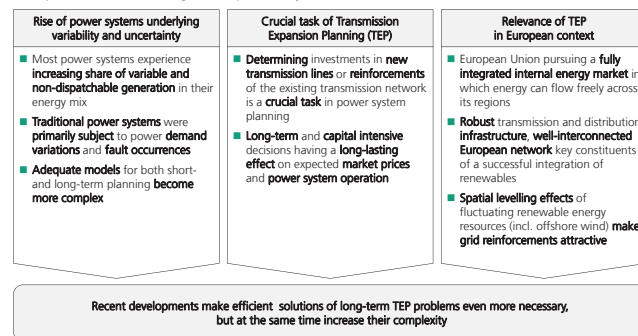 Rise of power systems underlying
variability and uncertainty
Most power systems experience
increasing share of variable and
non-dispatchable generation in their
energy mix
Traditional power systems were
primarily subject to power demand
variations and fault occurrences
Adequate models for both short-
and long-term planning become
more complex
Crucial task of Transmission
Expansion Planning (TEP)
Determining investments in new
transmission lines or reinforcements
of the existing transmission network
is a crucial task in power system
planning
Long-term and capital intensive
decisions having a long-lasting
effect on expected market prices
and power system operation
Relevance of TEP
in European context
European Union pursuing a fully
integrated internal energy market in
which energy can flow freely across
its regions
Robust transmission and distribution
infrastructure, well-interconnected
European network key constituents
of a successful integration of
renewables
Spatial levelling effects of
fluctuating renewable energy
resources (incl. offshore wind) make
grid reinforcements attractive
Recent developments make efficient solutions of long-term TEP problems even more necessary,
but at the same time increase their complexity